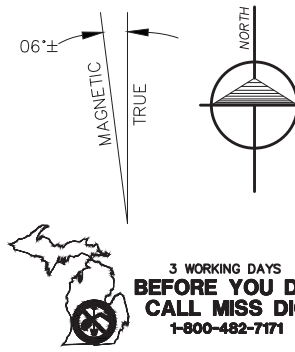 06°±
MAGNETIC
TRUE
NORTH
3 WORKING DAYS
BEFORE YOU
CALL MISS
1-800-482-7171